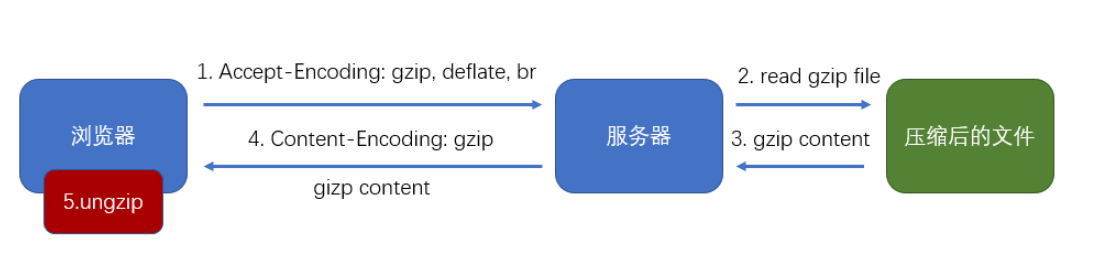 1. Accept-Encoding: gzip, deflate, br
2. read gzip file
浏览器
4. Content-Encoding: gzip
服务器
3. gzip content
压缩后的文件
gizp content
5.ungzip